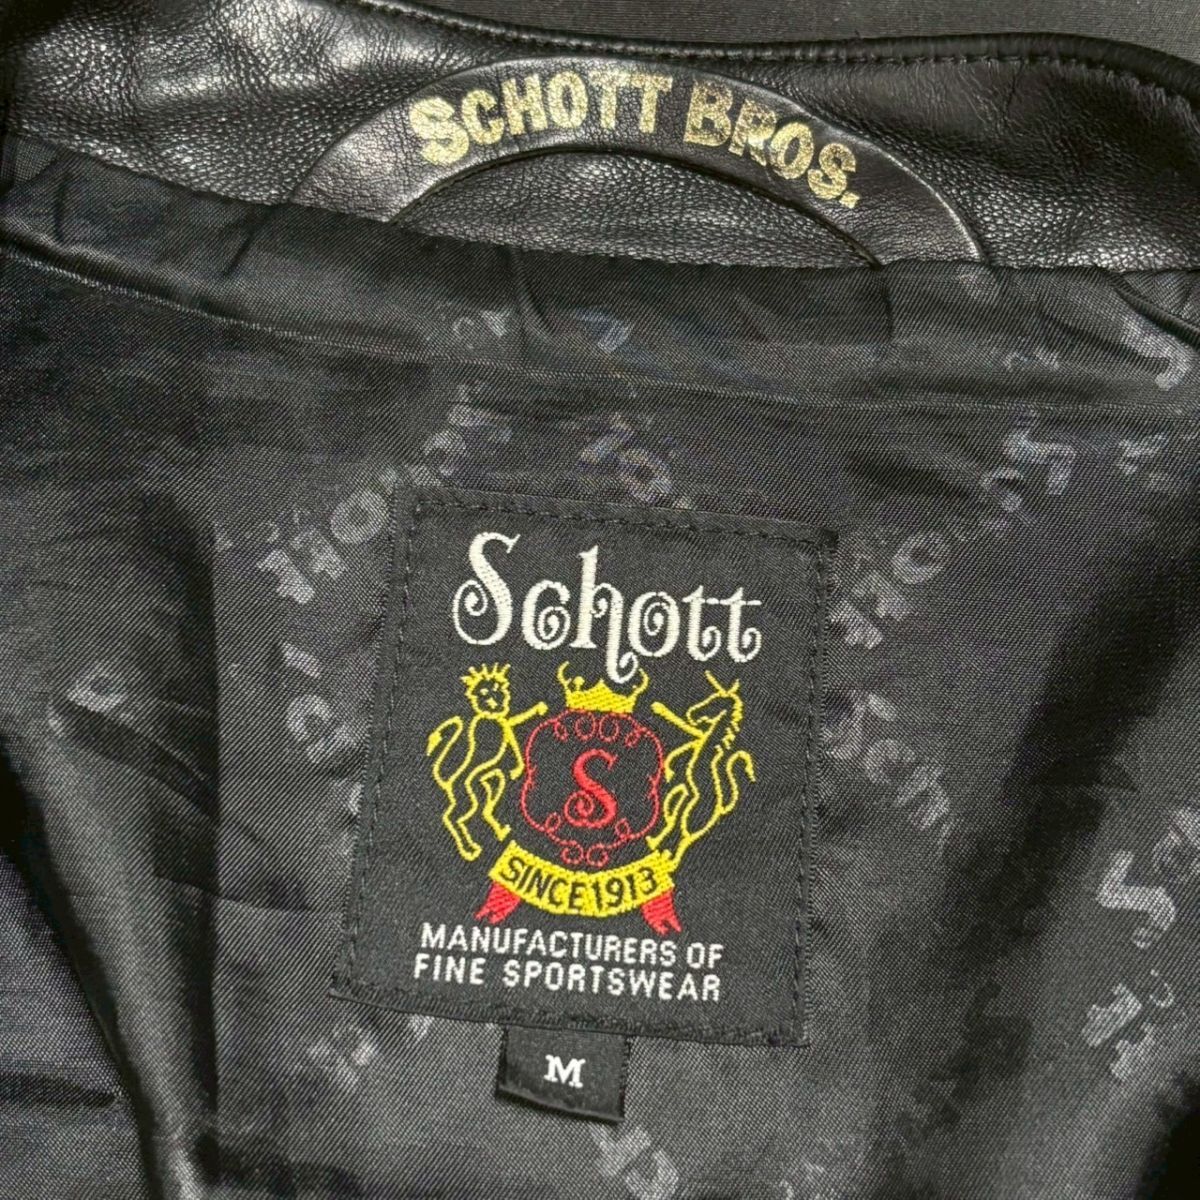 SCHOTT BROS.
Schott
S
SINCE 1913
MANUFACTURERS OF
FINE SPORTSWEAR
M